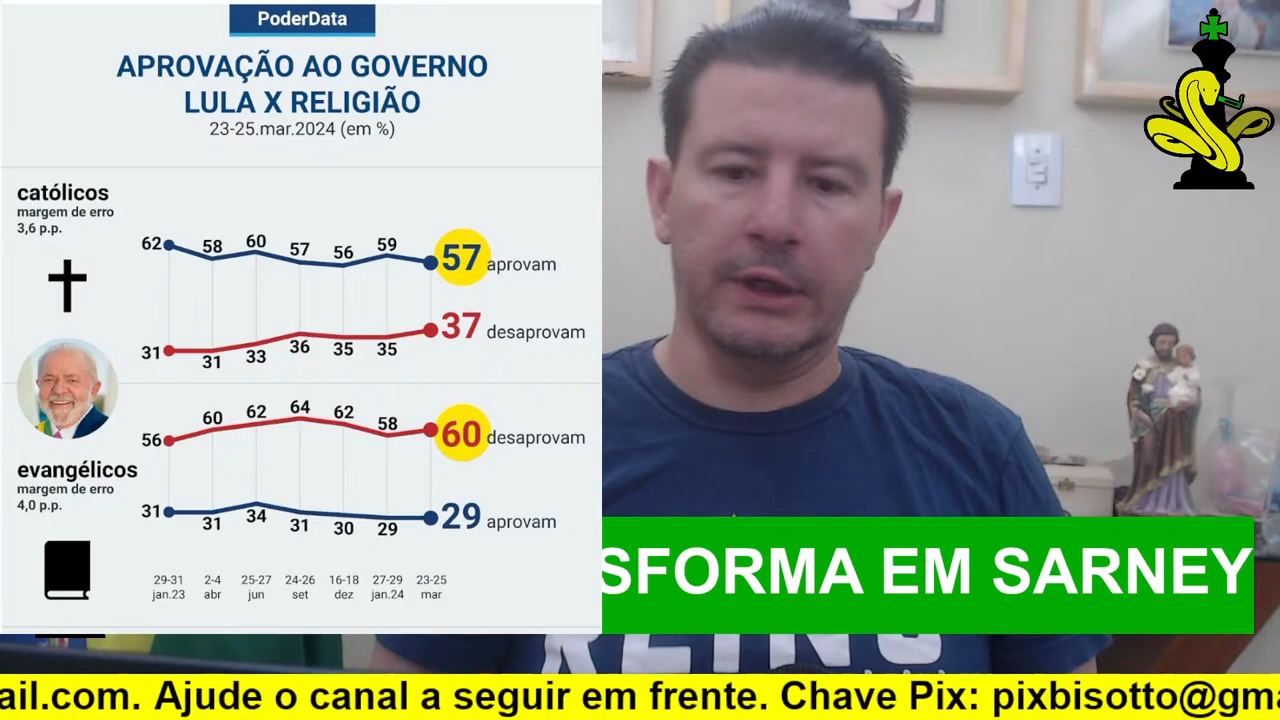 PoderData
APROVAÇÃO AO GOVERNO
LULA X RELIGIÃO
23-25.mar.2024 (em %)
católicos
margem de erro
3,6 p.p.
62 58 60 57 56 59 57 aprovam
31 31 33 36 35 35 37 desaprovam
56 60 62 64 62 58 60 desaprovam
evangélicos
margem de erro
4,0 p.p.
31 31 34 31 30 29 29 aprovam
29-31 2-4 25-27 24-26 16-18 27-29 23-25
jan.23 abr jun set dez jan.24 mar
SFORMA EM SARNEY
ail.com. Ajude o canal a seguir em frente. Chave Pix: pixbisotto@gma